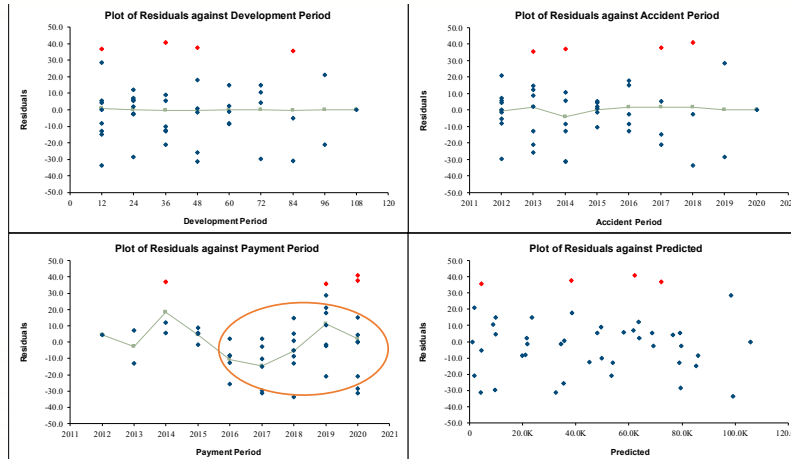 Plot of Residuals against Development Period
50.0
40.0
30.0
20.0
10.0
0.0
-10.0
-20.0
-30.0
-40.0
-50.0
Residuals
0 12 24 36 48 60 72 84 96 108 120
Development Period
Plot of Residuals against Accident Period
50.0
40.0
30.0
20.0
10.0
0.0
-10.0
-20.0
-30.0
-40.0
-50.0
Residuals
2011 2012 2013 2014 2015 2016 2017 2018 2019 2020 202
Accident Period
Plot of Residuals against Payment Period
50.0
40.0
30.0
20.0
10.0
0.0
-10.0
-20.0
-30.0
-40.0
-50.0
Residuals
2011 2012 2013 2014 2015 2016 2017 2018 2019 2020 2021
Payment Period
Plot of Residuals against Predicted
50.0
40.0
30.0
20.0
10.0
0.0
-10.0
-20.0
-30.0
-40.0
-50.0
Residuals
0 20.0K 40.0K 60.0K 80.0K 100.0K 120.
Predicted